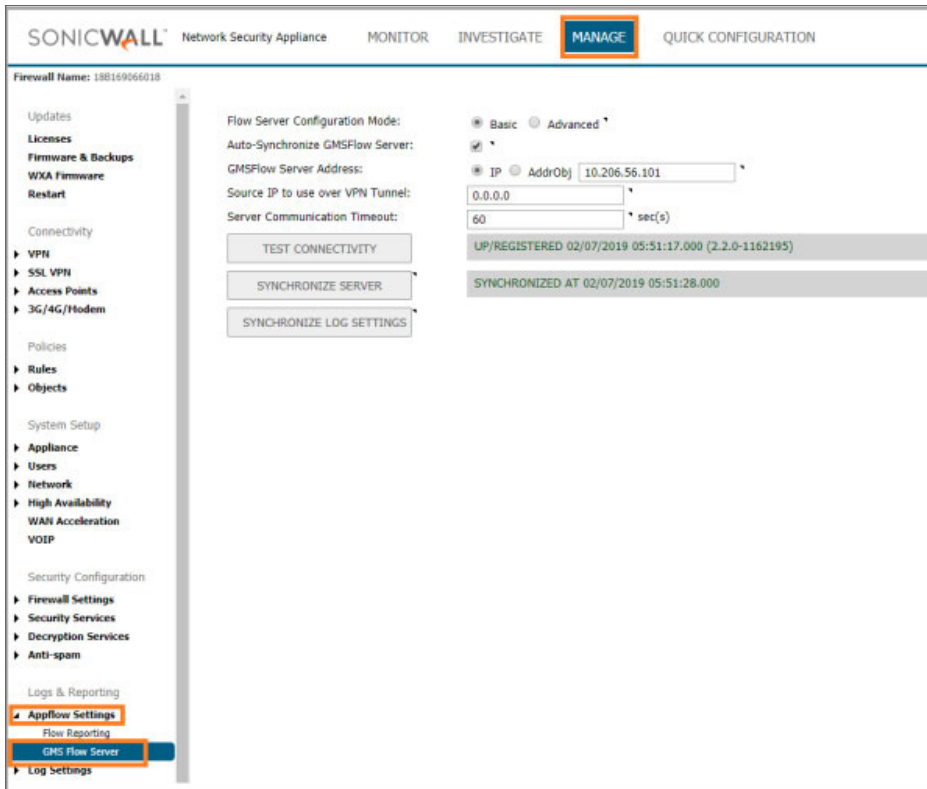 SONICWALL Network Security Appliance MONITOR INVESTIGATE MANAGE QUICK CONFIGURATION
Firewall Name: 18B169066018
Updates
Licenses
Firmware & Backups
WXA Firmware
Restart
Connectivity
VPN
SSL VPN
Access Points
3G/4G/Modem
Policies
Rules
Objects
System Setup
Appliance
Users
Network
High Availability
WAN Acceleration
VOIP
Security Configuration
Firewall Settings
Security Services
Decryption Services
Anti-spam
Logs & Reporting
Appflow Settings
Flow Reporting
GMS Flow Server
Log Settings
Flow Server Configuration Mode: Basic Advanced
Auto-Synchronize GMSFlow Server:
GMSFlow Server Address: IP AddrObj 10.206.56.101
Source IP to use over VPN Tunnel: 0.0.0.0
Server Communication Timeout: 60 sec(s)
TEST CONNECTIVITY UP/REGISTERED 02/07/2019 05:51:17.000 (2.2.0-1162195)
SYNCHRONIZE SERVER SYNCHRONIZED AT 02/07/2019 05:51:28.000
SYNCHRONIZE LOG SETTINGS